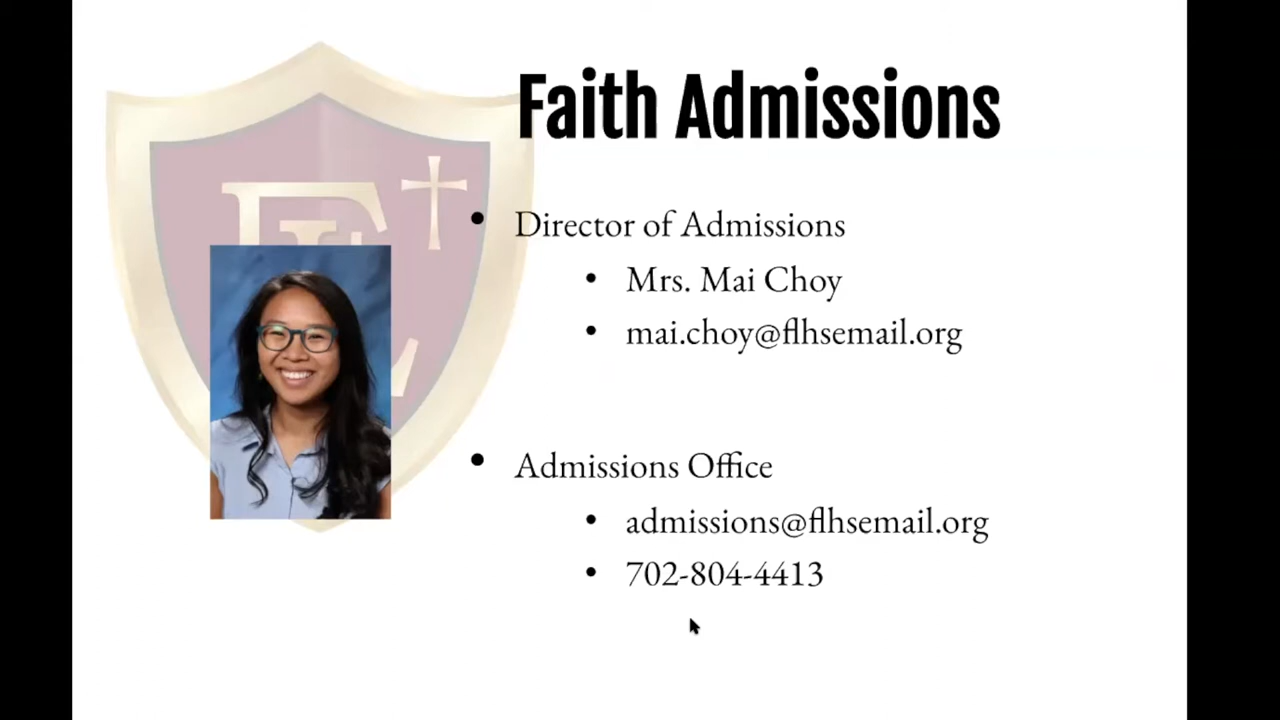 Faith Admissions
• Director of Admissions
• Mrs. Mai Choy
• mai.choy@flhsemail.org
• Admissions Office
• admissions@flhsemail.org
• 702-804-4413